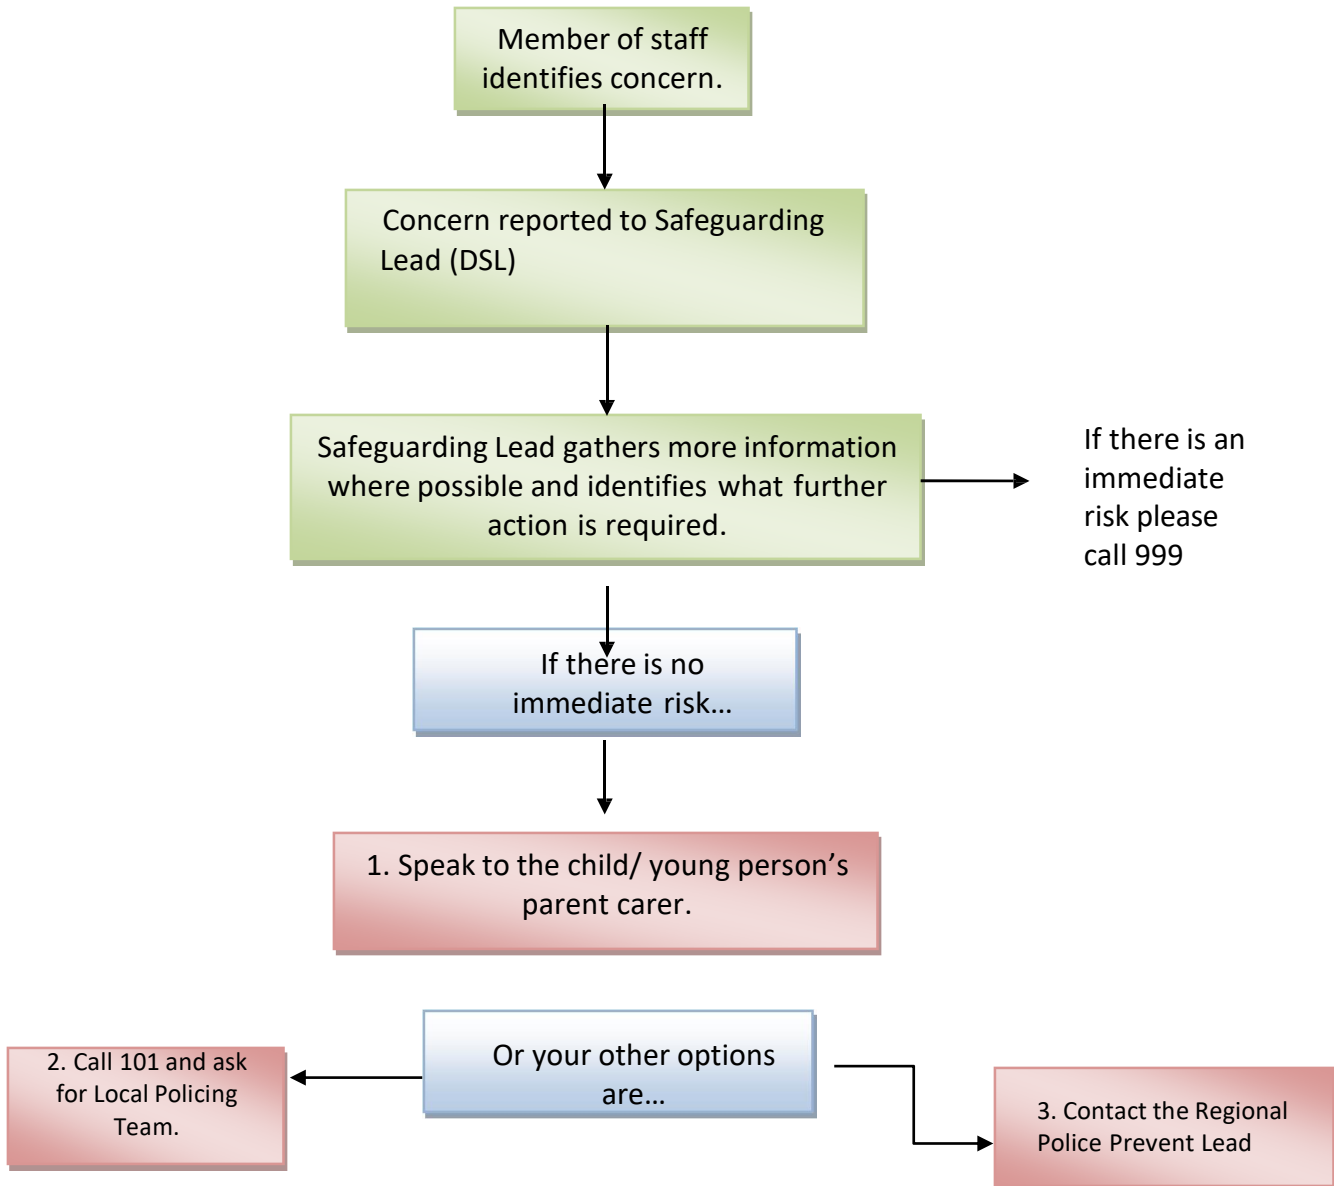 Member of staff
identifies concern.
Concern reported to Safeguarding
Lead (DSL)
Safeguarding Lead gathers more information
where possible and identifies what further
action is required.
If there is an
immediate
risk please
call 999
If there is no
immediate risk…
1. Speak to the child/ young person’s
parent carer.
Or your other options
are…
2. Call 101 and ask
for Local Policing
Team.
3. Contact the Regional
Police Prevent Lead